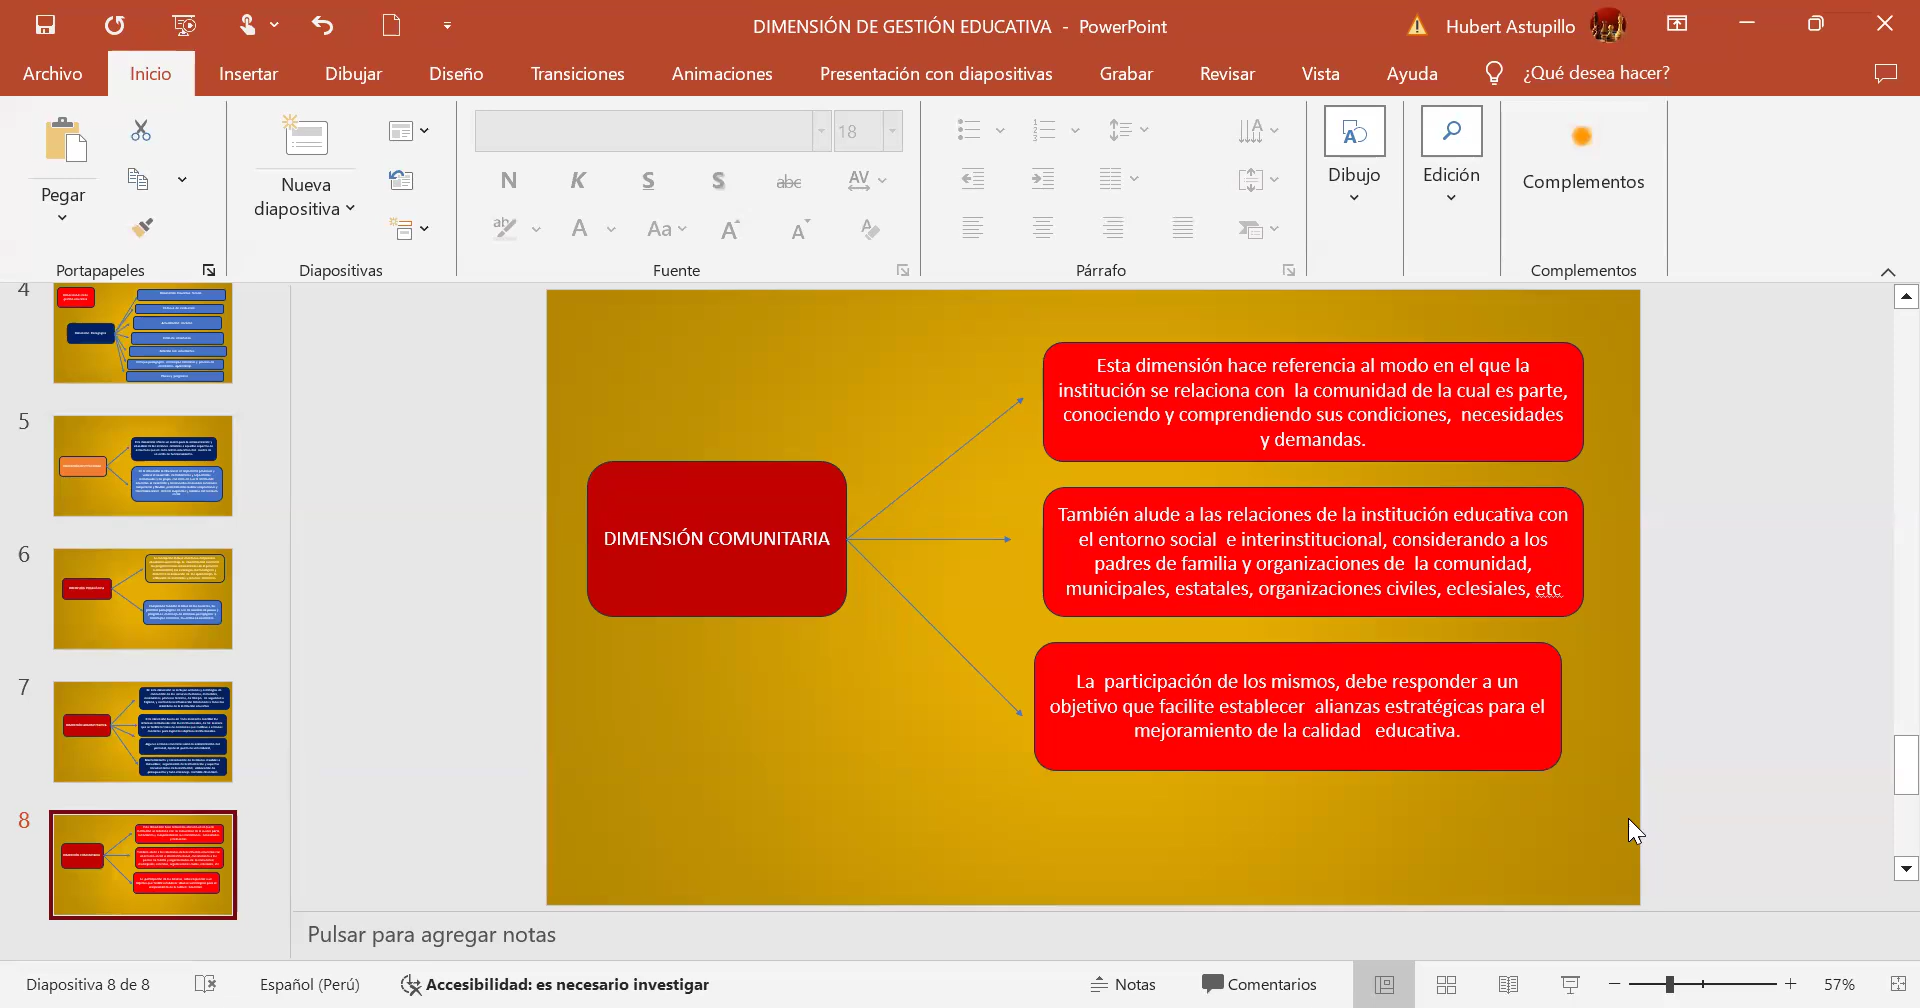 DIMENSIÓN DE GESTIÓN EDUCATIVA - PowerPoint
Hubert Astupillo
Archivo
Inicio
Insertar
Dibujar
Diseño
Transiciones
Animaciones
Presentación con diapositivas
Grabar
Revisar
Vista
Ayuda
¿Qué desea hacer?
Pegar
Portapapeles
Nueva
diapositiva
Diapositivas
18
N K S S abc AV
ab A Aa A A A
Fuente
Párrafo
Dibujo
Edición
Complementos
Complementos
4
5
6
7
8
DIMENSIÓN COMUNITARIA
Esta dimensión hace referencia al modo en el que la
institución se relaciona con la comunidad de la cual es parte,
conociendo y comprendiendo sus condiciones, necesidades
y demandas.
También alude a las relaciones de la institución educativa con
el entorno social e interinstitucional, considerando a los
padres de familia y organizaciones de la comunidad,
municipales, estatales, organizaciones civiles, eclesiales, etc
La participación de los mismos, debe responder a un
objetivo que facilite establecer alianzas estratégicas para el
mejoramiento de la calidad educativa.
Pulsar para agregar notas
Diapositiva 8 de 8
Español (Perú)
Accesibilidad: es necesario investigar
Notas
Comentarios
57%